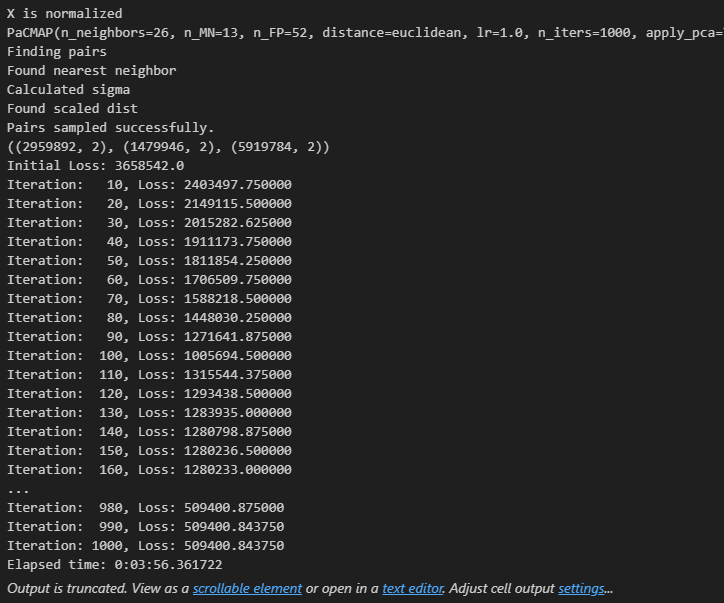 X is normalized
PaCMAP(n_neighbors=26, n_MN=13, n_FP=52, distance=euclidean, lr=1.0, n_iters=1000, apply_pca=
Finding pairs
Found nearest neighbor
Calculated sigma
Found scaled dist
Pairs sampled successfully.
((2959892, 2), (1479946, 2), (5919784, 2))
Initial Loss: 3658542.0
Iteration:   10, Loss: 2403497.750000
Iteration:   20, Loss: 2149115.500000
Iteration:   30, Loss: 2015282.625000
Iteration:   40, Loss: 1911173.750000
Iteration:   50, Loss: 1811854.250000
Iteration:   60, Loss: 1706509.750000
Iteration:   70, Loss: 1588218.500000
Iteration:   80, Loss: 1448030.250000
Iteration:   90, Loss: 1271641.875000
Iteration:  100, Loss: 1005694.500000
Iteration:  110, Loss: 1315544.375000
Iteration:  120, Loss: 1293438.500000
Iteration:  130, Loss: 1283935.000000
Iteration:  140, Loss: 1280798.875000
Iteration:  150, Loss: 1280236.500000
Iteration:  160, Loss: 1280233.000000
...
Iteration:  980, Loss: 509400.875000
Iteration:  990, Loss: 509400.843750
Iteration: 1000, Loss: 509400.843750
Elapsed time: 0:03:56.361722
Output is truncated. View as a scrollable element or open in a text editor. Adjust cell output settings...